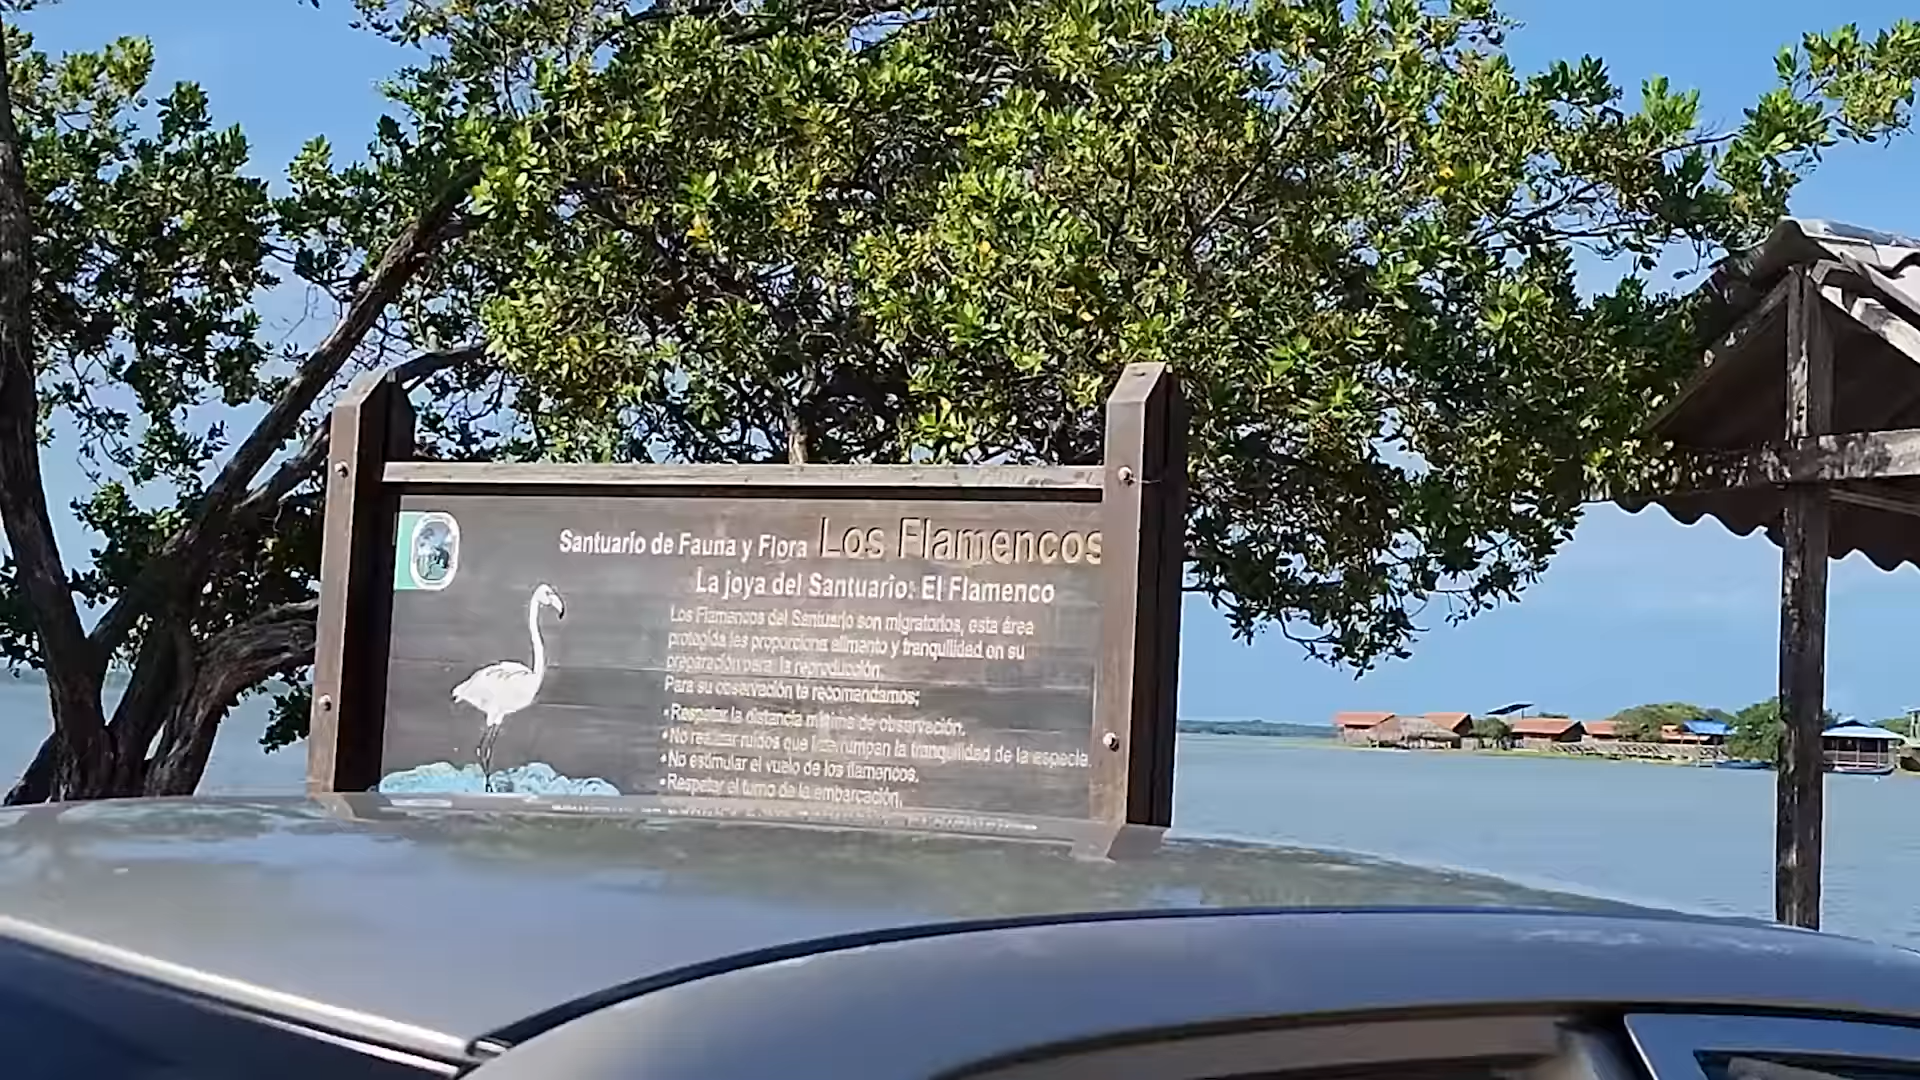 Santuario de Fauna y Flora Los Flamencos
La joya del Santuario: El Flamenco
Los Flamencos del Santuario son migratorios, esta área
protegida les proporciona alimento y tranquilidad en su
preparación para la reproducción.
Para su observación te recomendamos:
• Respetar la distancia mínima de observación.
• No realizar ruidos que interrumpan la tranquilidad de la especie.
• No estimular el vuelo de los flamencos.
• Respetar el turno de la embarcación.